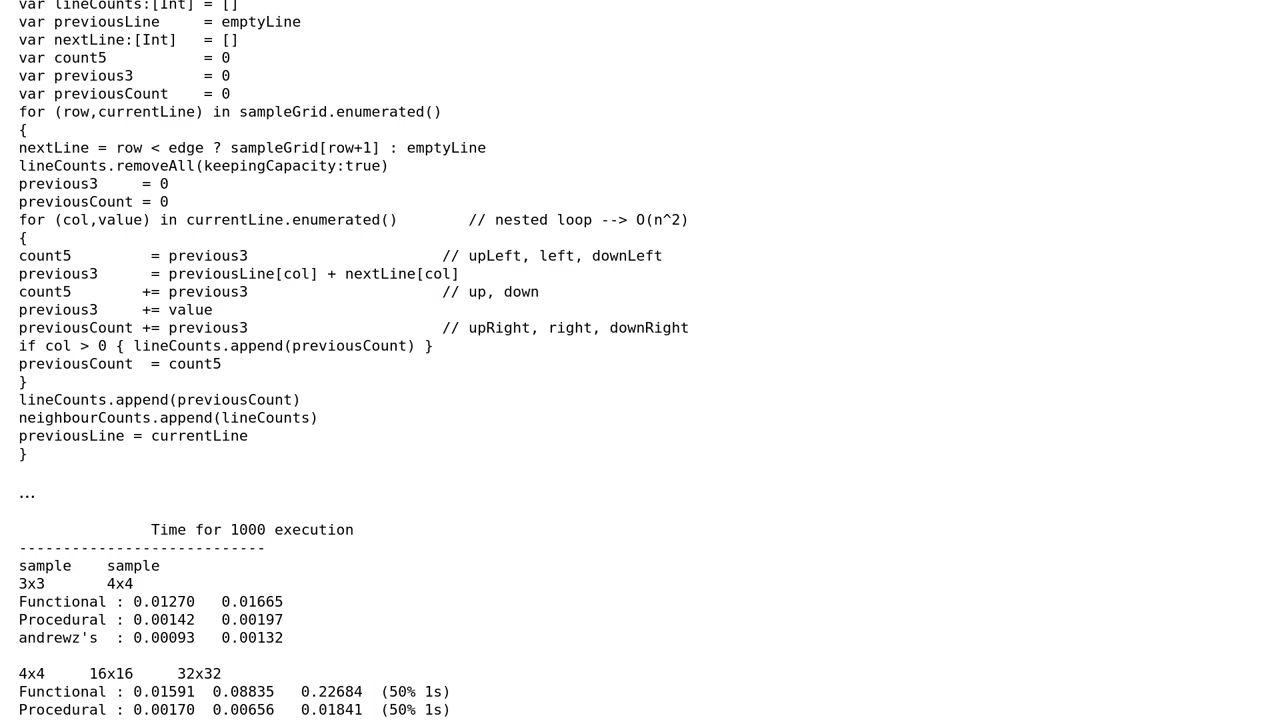 var lineCounts:[Int] = []
var previousLine     = emptyLine
var nextLine:[Int]   = []
var count5           = 0
var previous3        = 0
var previousCount    = 0
for (row,currentLine) in sampleGrid.enumerated()
{
nextLine = row < edge ? sampleGrid[row+1] : emptyLine
lineCounts.removeAll(keepingCapacity:true)
previous3     = 0
previousCount = 0
for (col,value) in currentLine.enumerated()        // nested loop --> O(n^2)
{
count5         = previous3                      // upLeft, left, downLeft
previous3      = previousLine[col] + nextLine[col]
count5        += previous3                      // up, down
previous3     += value
previousCount += previous3                      // upRight, right, downRight
if col > 0 { lineCounts.append(previousCount) }
previousCount  = count5
}
lineCounts.append(previousCount)
neighbourCounts.append(lineCounts)
previousLine = currentLine
}
...
Time for 1000 execution
----------------------------
sample    sample
3x3       4x4
Functional : 0.01270   0.01665
Procedural : 0.00142   0.00197
andrewz's  : 0.00093   0.00132
4x4     16x16     32x32
Functional : 0.01591  0.08835   0.22684  (50% 1s)
Procedural : 0.00170  0.00656   0.01841  (50% 1s)